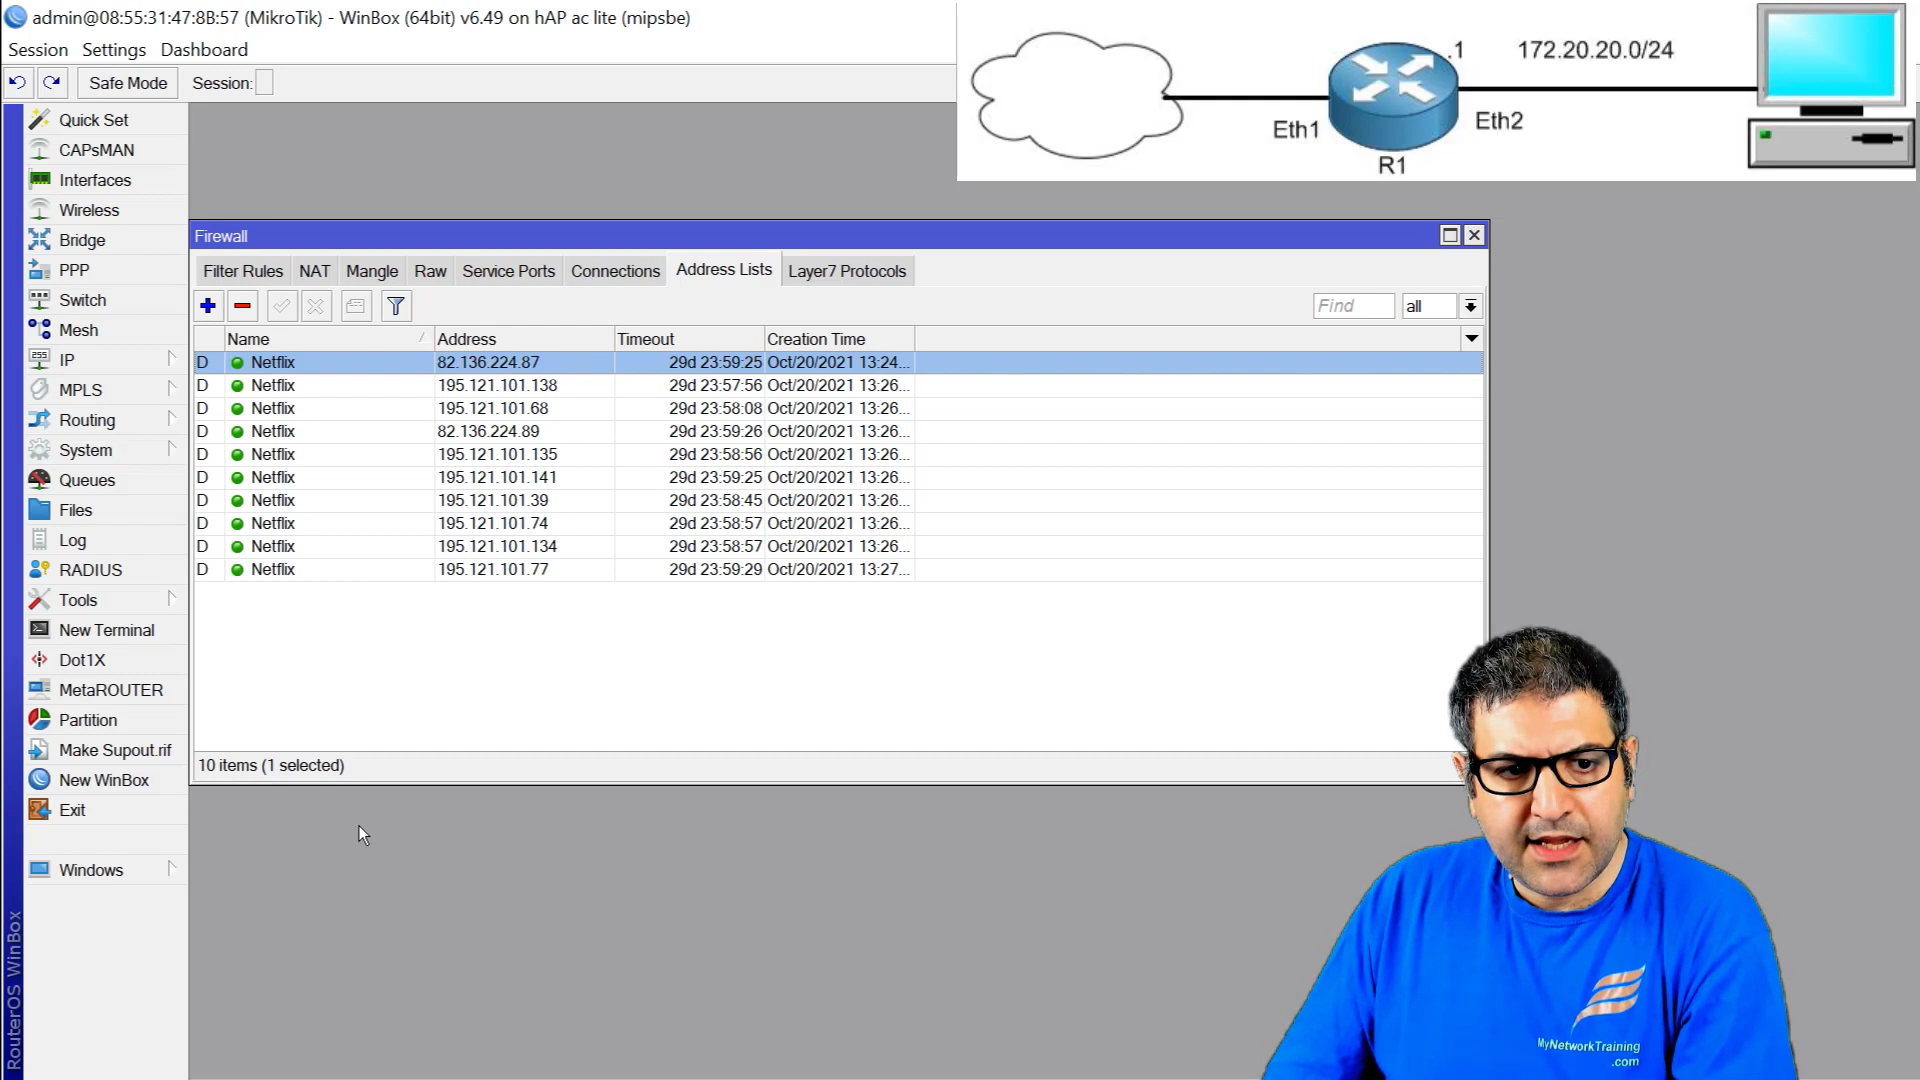 admin@08:55:31:47:8B:57 (MikroTik) - WinBox (64bit) v6.49 on hAP ac lite (mipsbe)
Session Settings Dashboard
Safe Mode Session:
.1 172.20.20.0/24
Eth1 Eth2
R1
Quick Set
CAPsMAN
Interfaces
Wireless
Bridge
PPP
Switch
Mesh
255 IP
MPLS
Routing
System
Queues
Files
Log
RADIUS
Tools
New Terminal
Dot1X
MetaROUTER
Partition
Make Supout.rif
New WinBox
Exit
Windows
RouterOS WinBox
Firewall
Filter Rules NAT Mangle Raw Service Ports Connections Address Lists Layer7 Protocols
Find all
Name Address Timeout Creation Time
D Netflix 82.136.224.87 29d 23:59:25 Oct/20/2021 13:24...
D Netflix 195.121.101.138 29d 23:57:56 Oct/20/2021 13:26...
D Netflix 195.121.101.68 29d 23:58:08 Oct/20/2021 13:26...
D Netflix 82.136.224.89 29d 23:59:26 Oct/20/2021 13:26...
D Netflix 195.121.101.135 29d 23:58:56 Oct/20/2021 13:26...
D Netflix 195.121.101.141 29d 23:59:25 Oct/20/2021 13:26...
D Netflix 195.121.101.39 29d 23:58:45 Oct/20/2021 13:26...
D Netflix 195.121.101.74 29d 23:58:57 Oct/20/2021 13:26...
D Netflix 195.121.101.134 29d 23:58:57 Oct/20/2021 13:26...
D Netflix 195.121.101.77 29d 23:59:29 Oct/20/2021 13:27...
10 items (1 selected)
MyNetworkTraining
.com